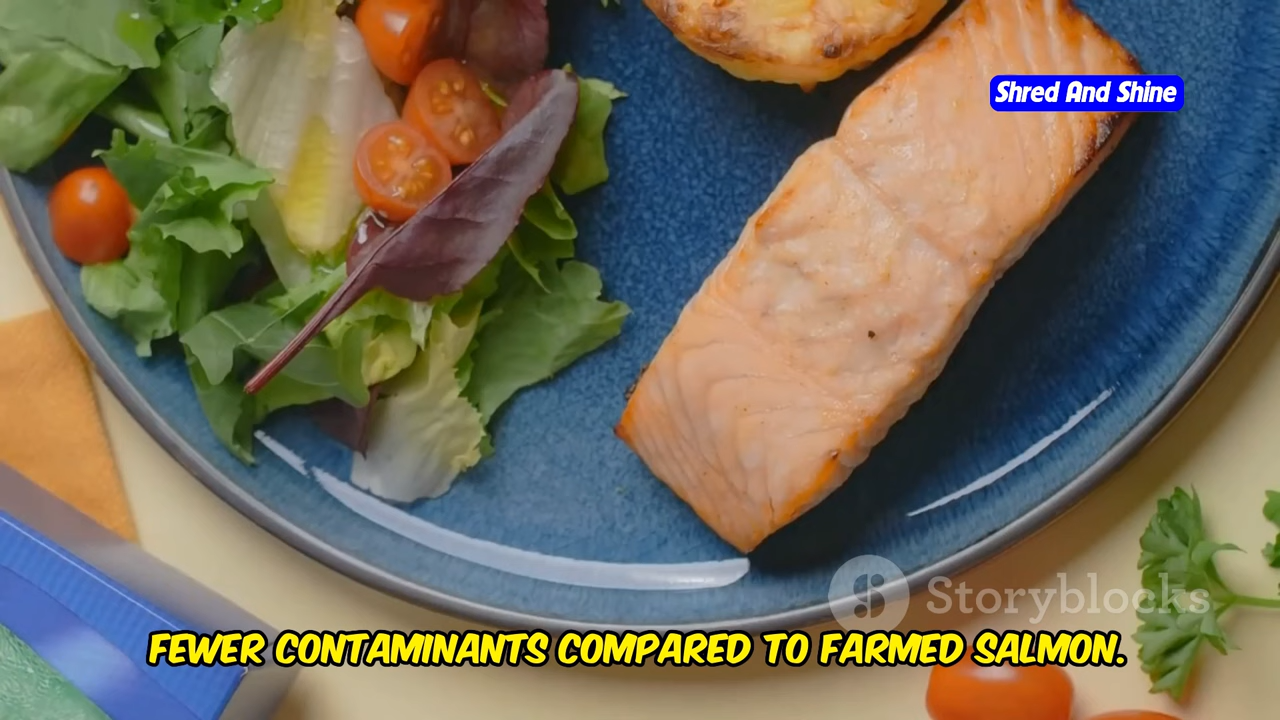 Shred And Shine
Storyblocks
FEWER CONTAMINANTS COMPARED TO FARMED SALMON.